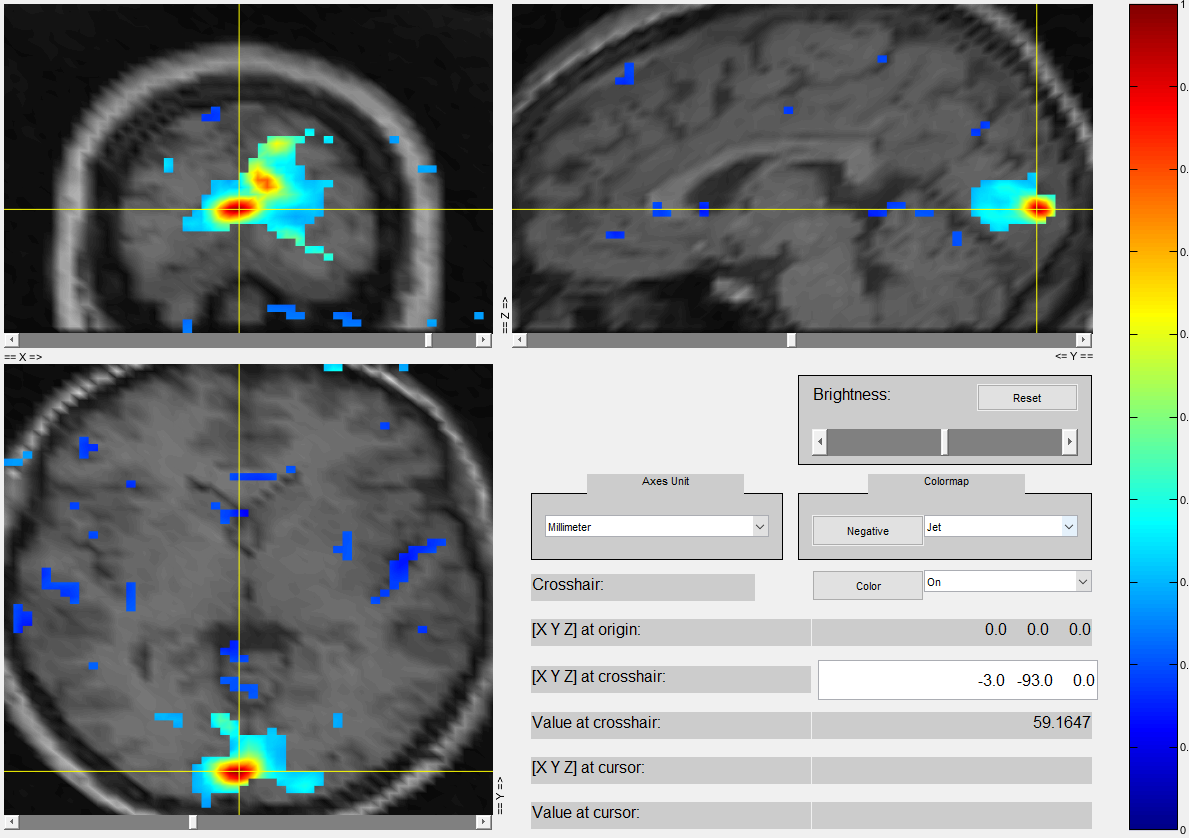 1
== Z =>
== X =>
<= Y ==
Brightness:
Reset
Axes Unit
Colormap
Millimeter
Negative
Jet
Crosshair:
Color
On
[X Y Z] at origin:
0.0 0.0 0.0
[X Y Z] at crosshair:
-3.0 -93.0 0.0
Value at crosshair:
59.1647
[X Y Z] at cursor:
== Y =>
Value at cursor:
0